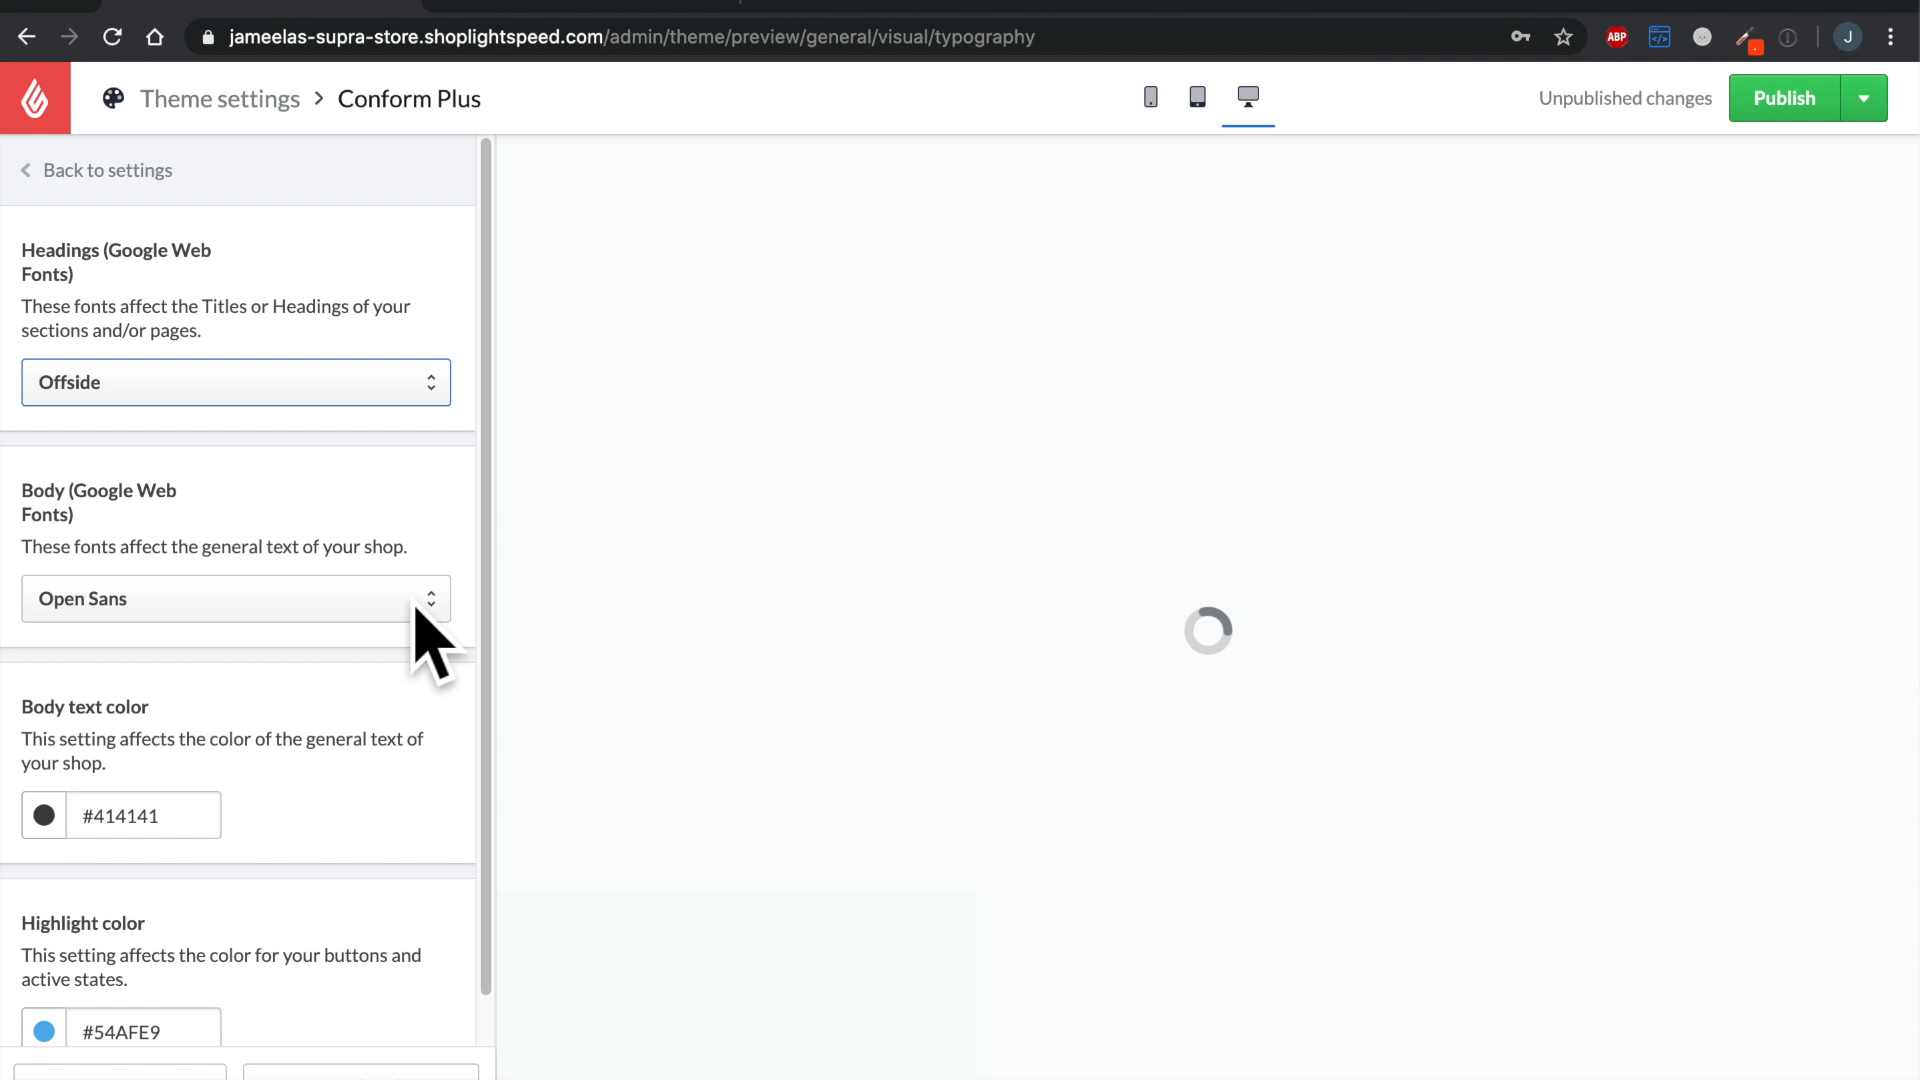 jameelas-supra-store.shoplightspeed.com/admin/theme/preview/general/visual/typography
ABP
J
Theme settings > Conform Plus
Unpublished changes
Publish
Back to settings
Headings (Google Web
Fonts)
These fonts affect the Titles or Headings of your
sections and/or pages.
Offside
Body (Google Web
Fonts)
These fonts affect the general text of your shop.
Open Sans
Body text color
This setting affects the color of the general text of
your shop.
#414141
Highlight color
This setting affects the color for your buttons and
active states.
#54AFE9